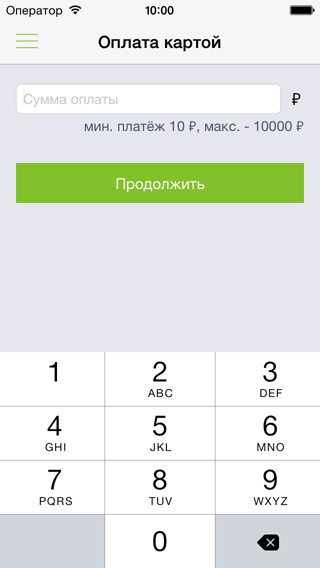 Оператор 10:00
Оплата картой
Сумма оплаты ₽
мин. платёж 10 ₽, макс. - 10000 ₽
Продолжить
1 2 3
ABC DEF
4 5 6
GHI JKL MNO
7 8 9
PQRS TUV WXYZ
0